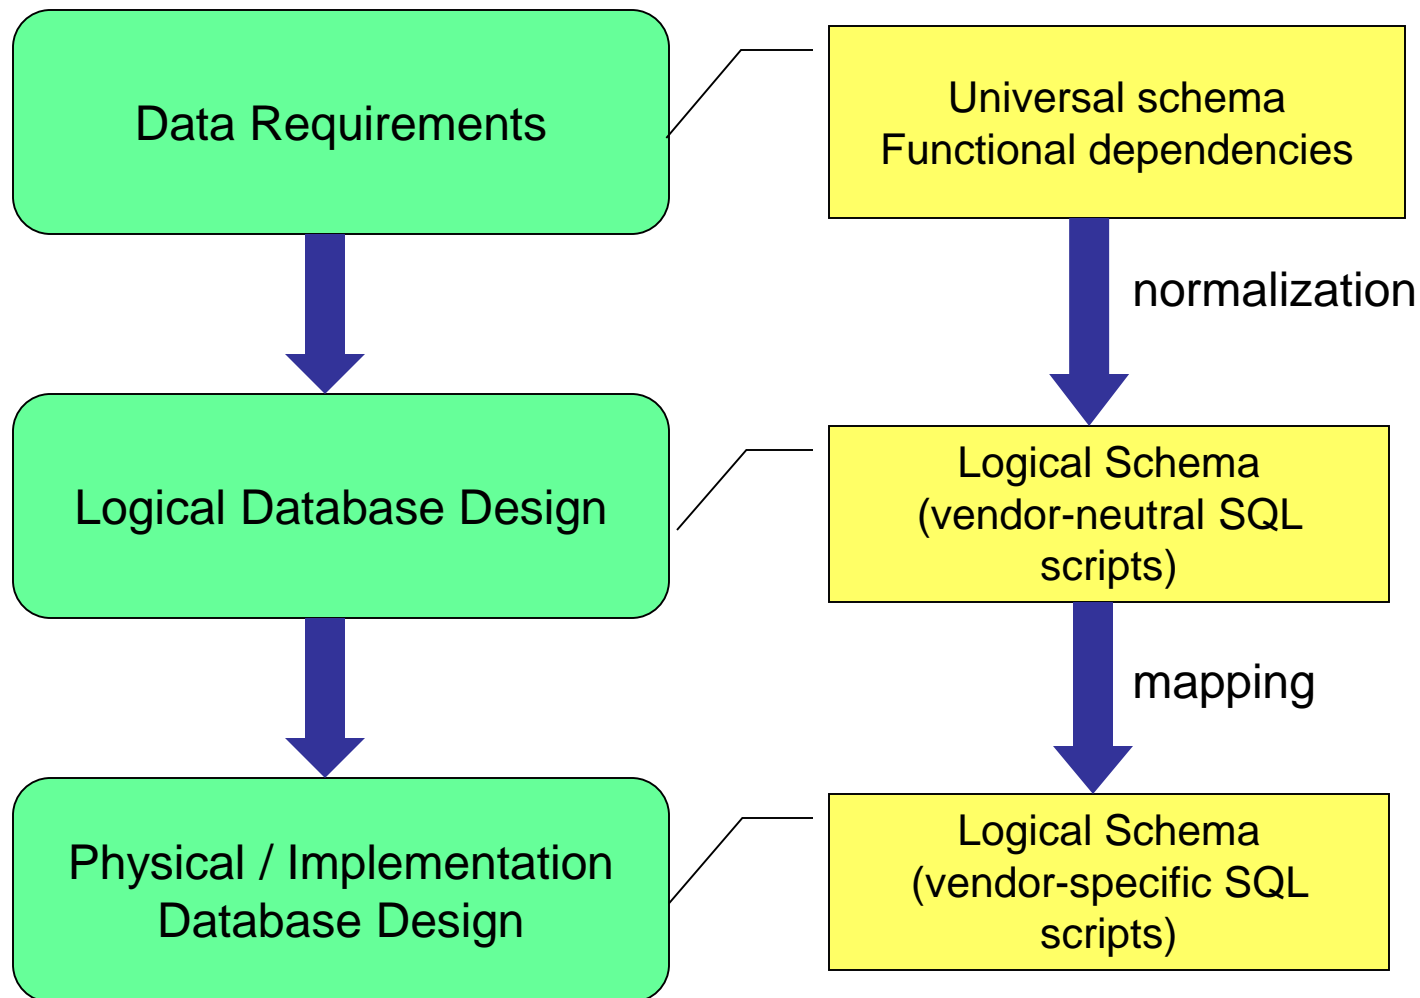 Data Requirements
Universal schema
Functional dependencies
normalization
Logical Database Design
Logical Schema
(vendor-neutral SQL
scripts)
mapping
Physical / Implementation
Database Design
Logical Schema
(vendor-specific SQL
scripts)